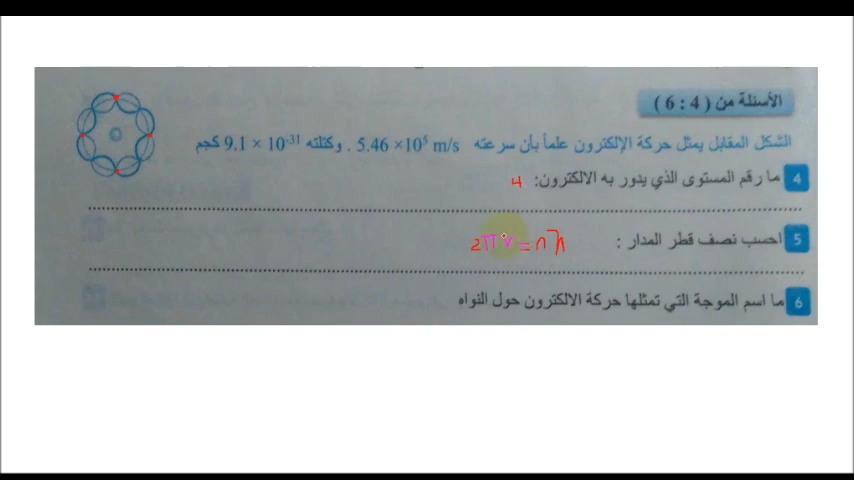 الأسئلة من ( 4 : 6 )
الشكل المقابل يمثل حركة الإلكترون علماً بأن سرعته 5.46 ×10⁵ m/s . وكتلته 9.1 × 10⁻³¹ كجم
4 ما رقم المستوى الذي يدور به الالكترون: 4
5 احسب نصف قطر المدار : 2πr = nλ
6 ما اسم الموجة التي تمثلها حركة الالكترون حول النواه